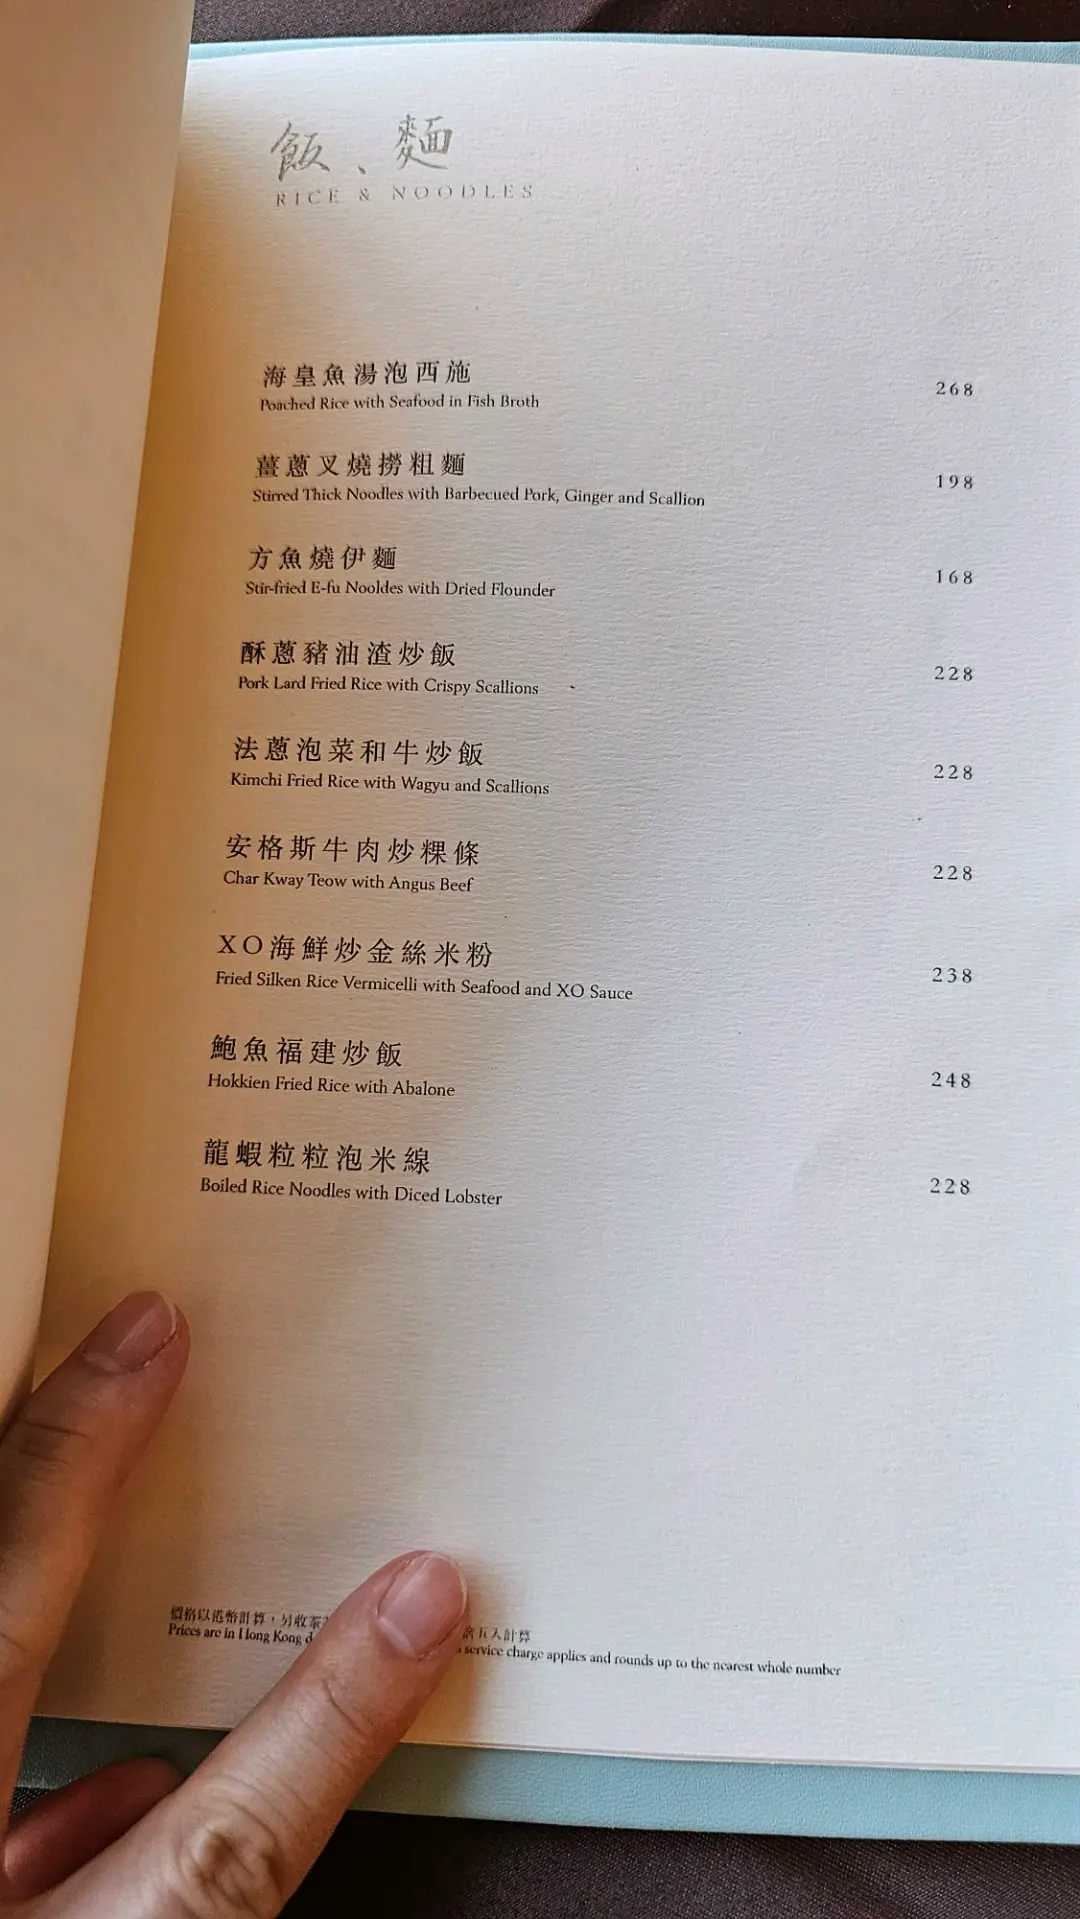 飯、麵
RICE & NOODLES
海皇魚湯泡西施
Poached Rice with Seafood in Fish Broth
268
薑蔥叉燒撈粗麵
Stirred Thick Noodles with Barbecued Pork, Ginger and Scallion
198
方魚燒伊麵
Stir-fried E-fu Nooldes with Dried Flounder
168
酥蔥豬油渣炒飯
Pork Lard Fried Rice with Crispy Scallions
228
法蔥泡菜和牛炒飯
Kimchi Fried Rice with Wagyu and Scallions
228
安格斯牛肉炒粿條
Char Kway Teow with Angus Beef
228
XO海鮮炒金絲米粉
Fried Silken Rice Vermicelli with Seafood and XO Sauce
238
鮑魚福建炒飯
Hokkien Fried Rice with Abalone
248
龍蝦粒粒泡米線
Boiled Rice Noodles with Diced Lobster
228
價格以港幣計算，另收茶 五入計算
Prices are in Hong Kong service charge applies and rounds up to the nearest whole number